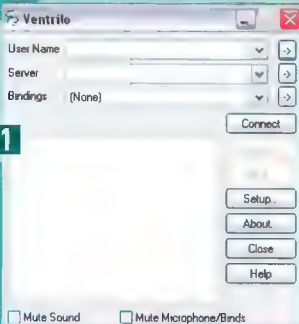 Ventrilo
User Name
Server
Bindings (None)
Connect
1
Setup..
About.
Close
Help
Mute Sound Mute Microphone/Binds